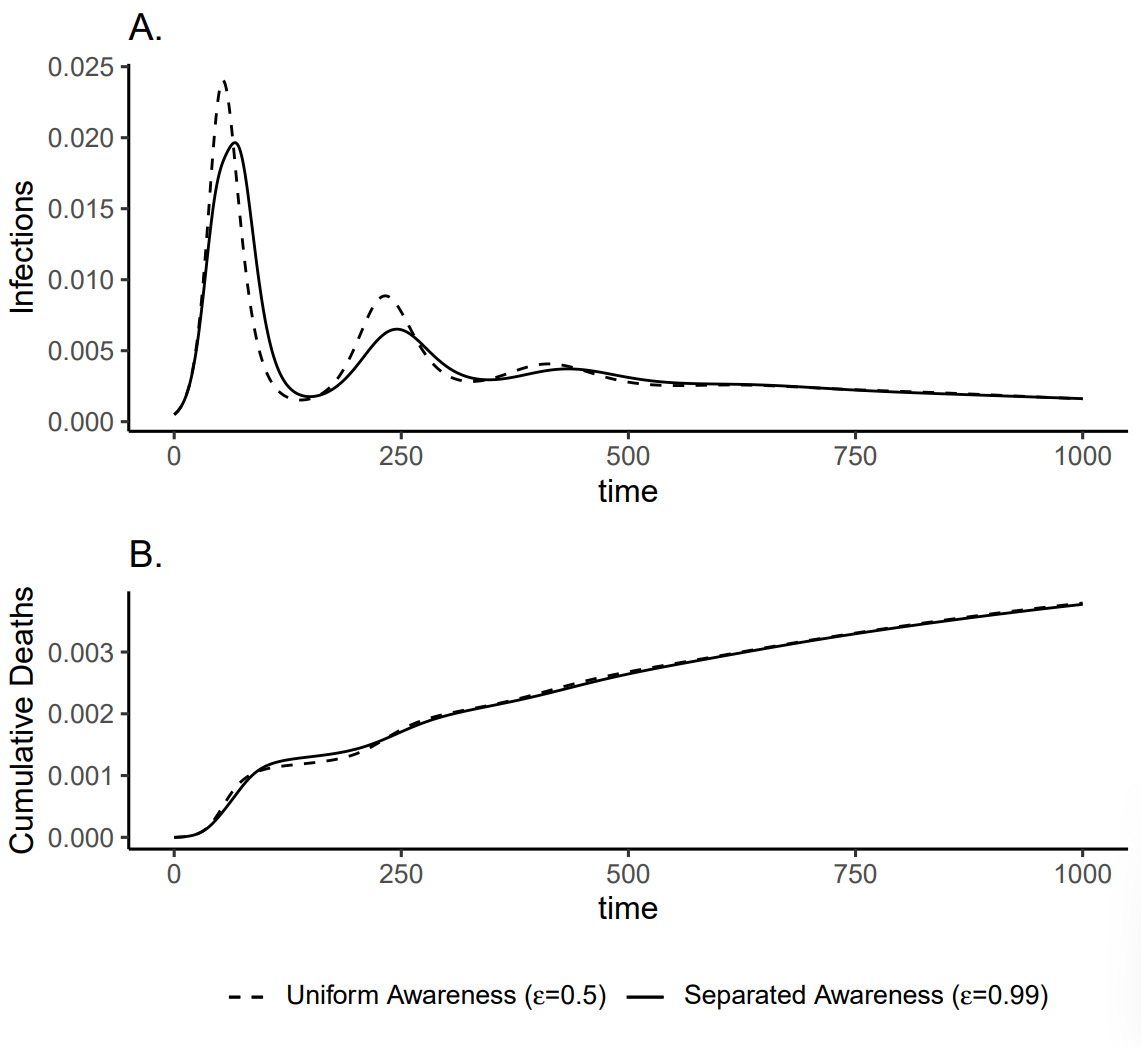 A.
0.025
0.020
0.015
0.010
0.005
0.000
Infections
0 250 500 750 1000
time
B.
0.003
0.002
0.001
0.000
Cumulative Deaths
0 250 500 750 1000
time
Uniform Awareness (ε=0.5) Separated Awareness (ε=0.99)